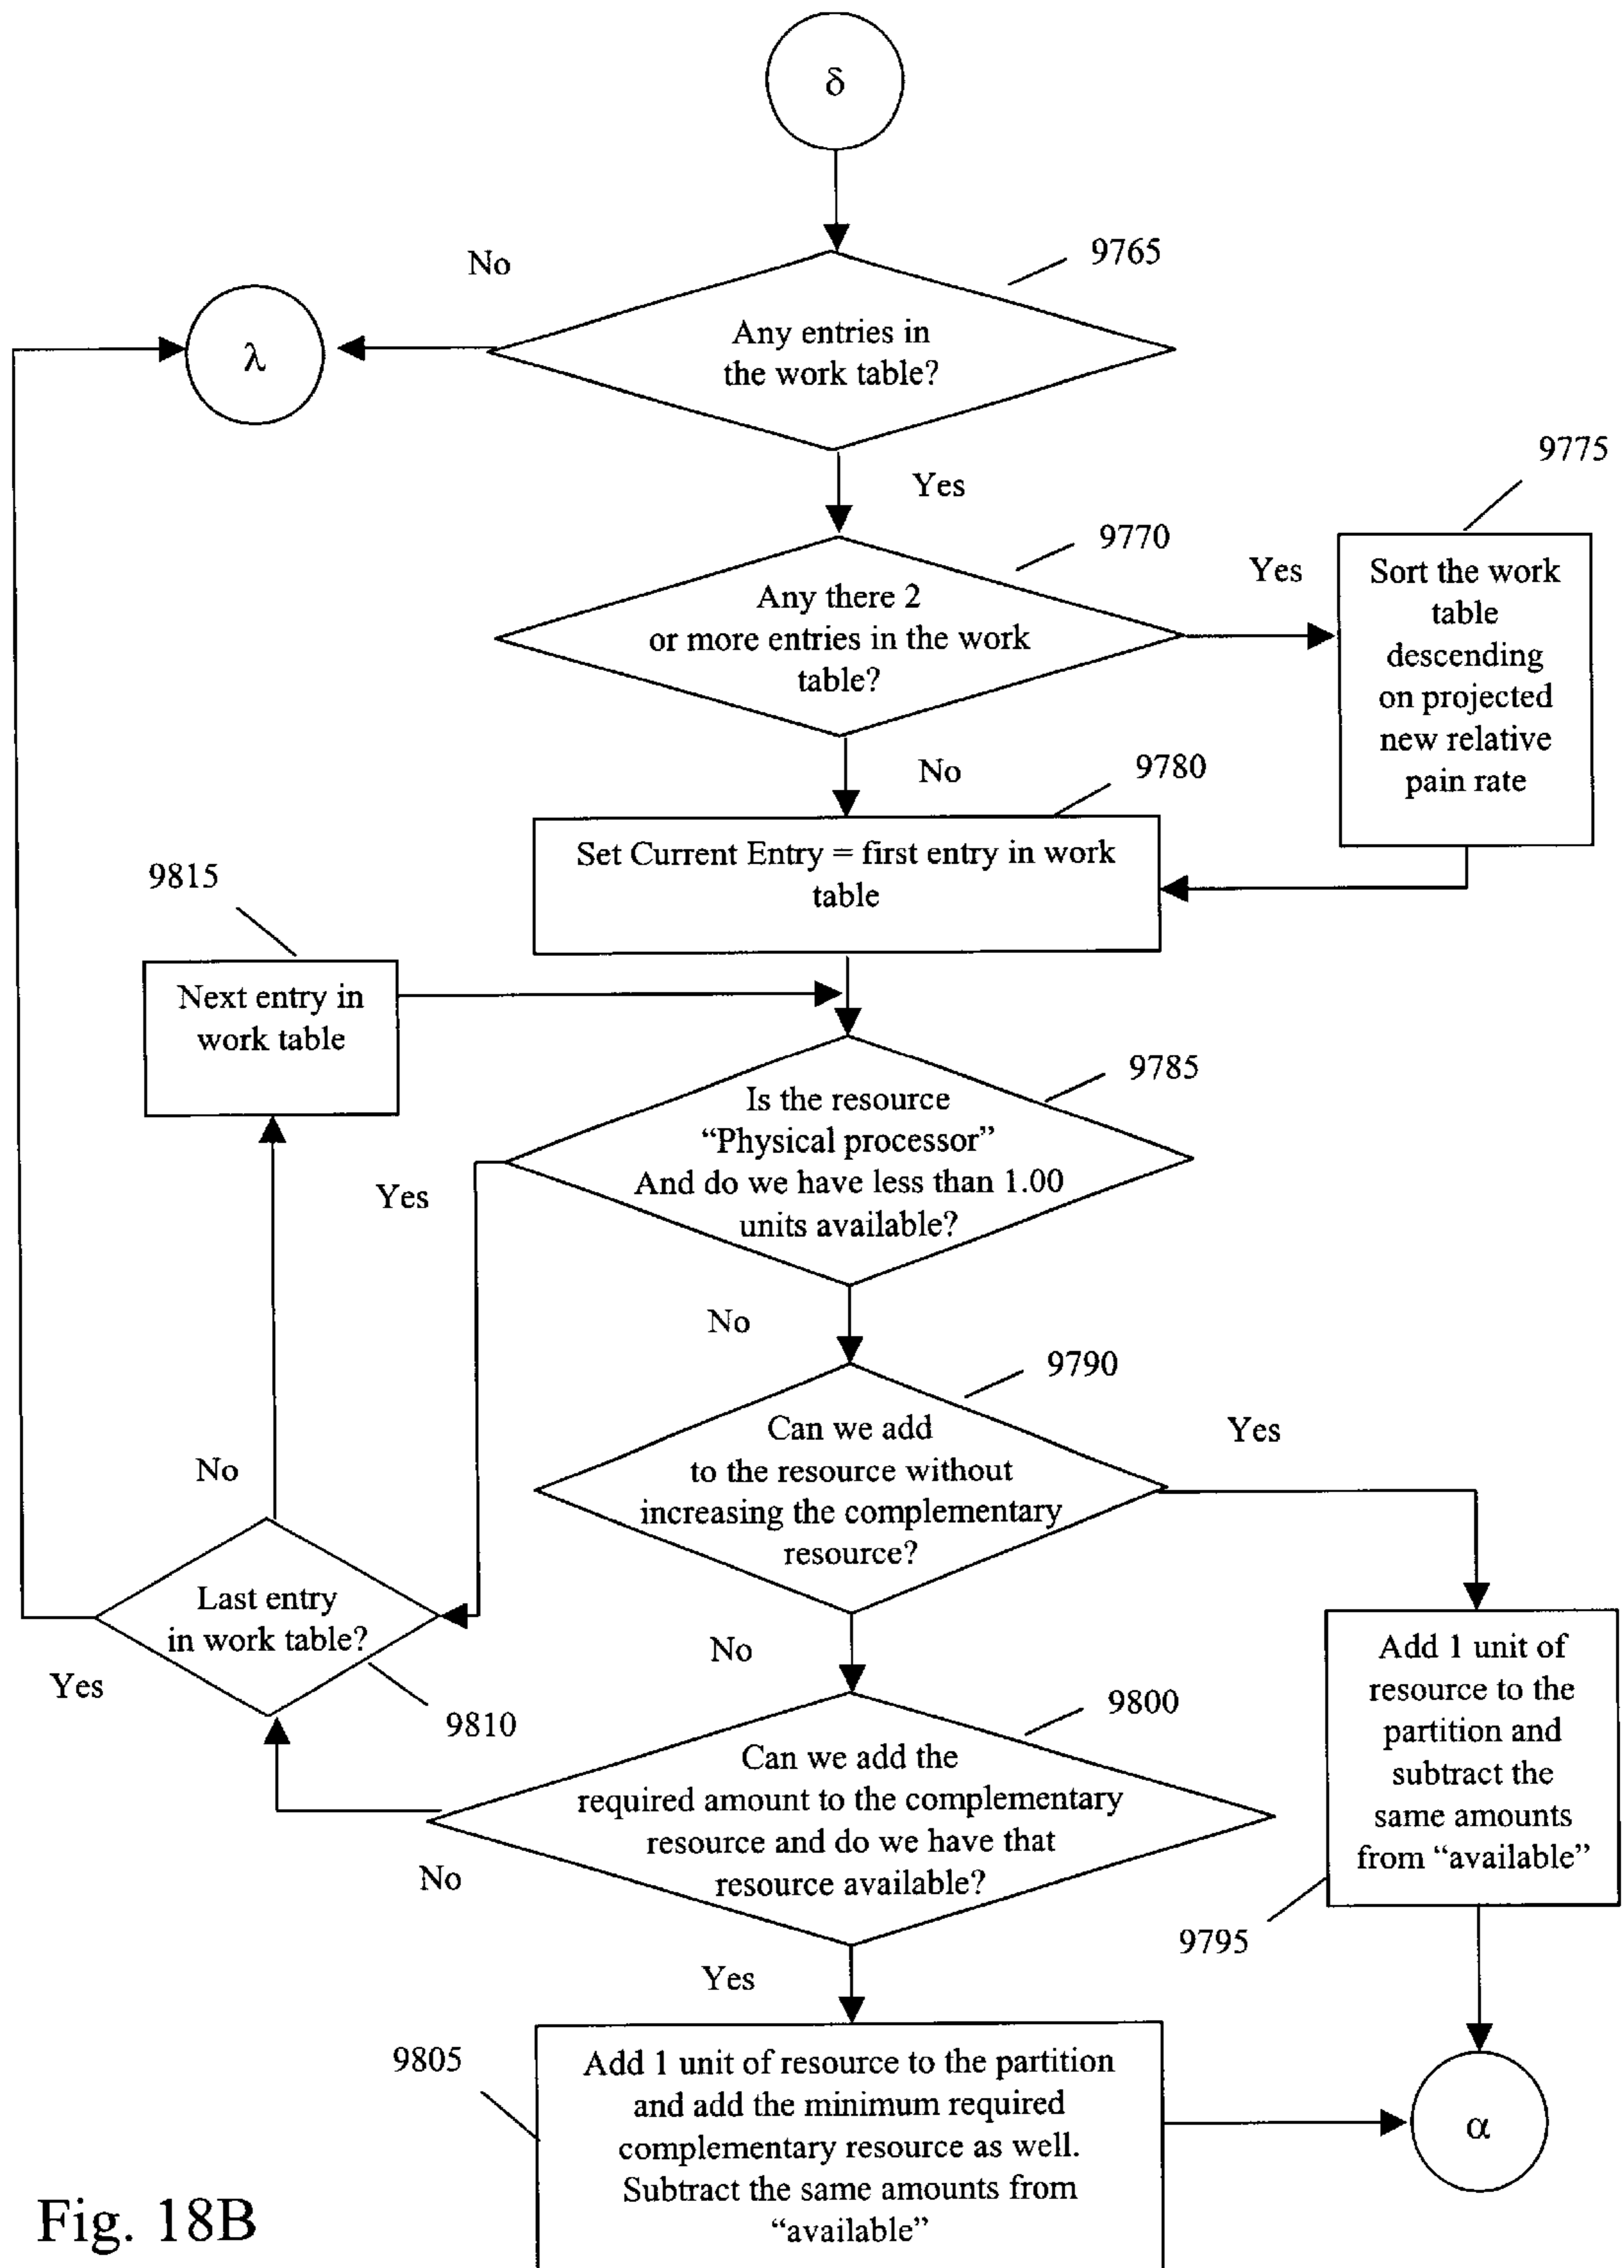 δ
No
9765
λ
Any entries in
the work table?
9775
Yes
9770
Yes
Sort the work
table
descending
on projected
new relative
pain rate
Any there 2
or more entries in the work
table?
No
9780
Set Current Entry = first entry in work
table
9815
Next entry in
work table
9785
Is the resource
“Physical processor”
And do we have less than 1.00
units available?
Yes
No
9790
Can we add
to the resource without
increasing the complementary
resource?
Yes
No
Last entry
in work table?
Yes
9810
No
9800
Add 1 unit of
resource to the
partition and
subtract the
same amounts
from “available”
Can we add the
required amount to the complementary
resource and do we have that
resource available?
No
9795
Yes
9805
Add 1 unit of resource to the partition
and add the minimum required
complementary resource as well.
Subtract the same amounts from
“available”
α
Fig. 18B